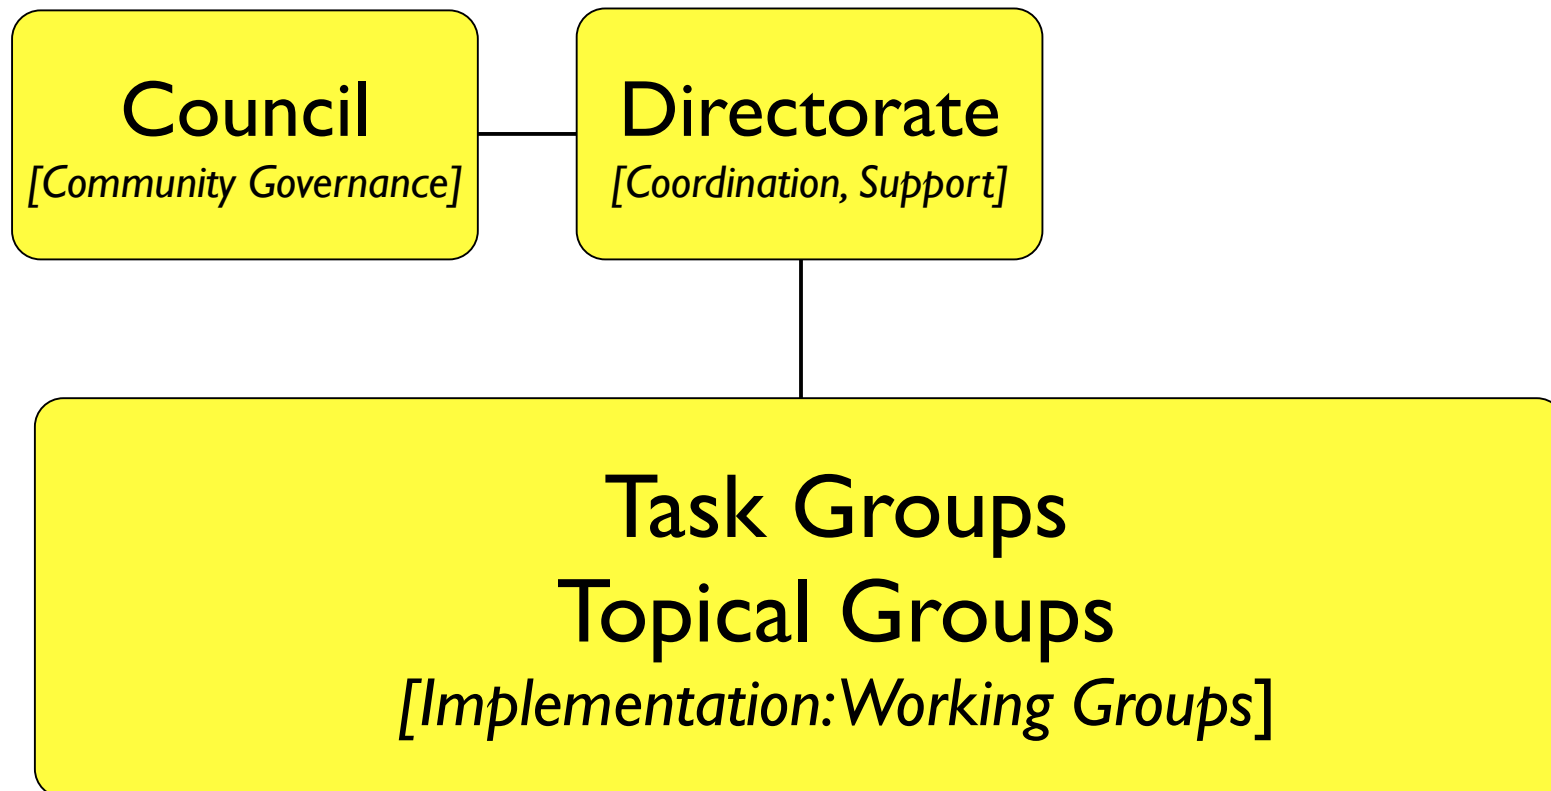 Council
[Community Governance]
Directorate
[Coordination, Support]
Task Groups
Topical Groups
[Implementation: Working Groups]